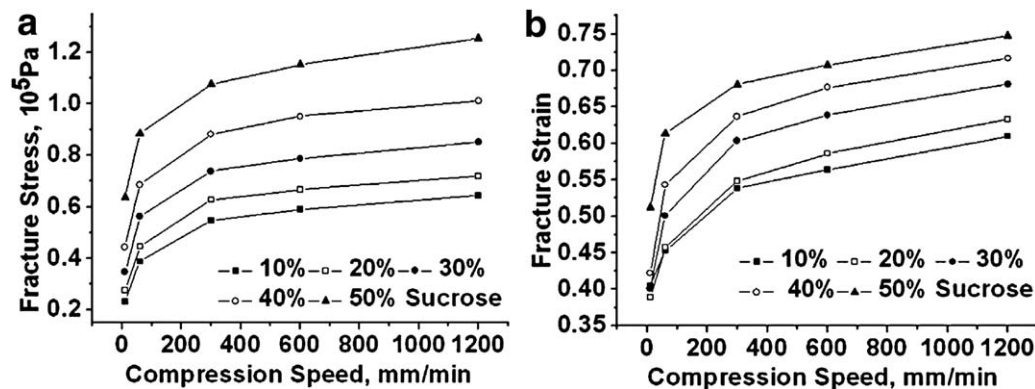 a
Fracture Stress, 10⁵Pa
1.2
1.0
0.8
0.6
0.4
0.2
10% 20% 30%
40% 50% Sucrose
0 200 400 600 800 1000 1200
Compression Speed, mm/min
b
Fracture Strain
0.75
0.70
0.65
0.60
0.55
0.50
0.45
0.40
0.35
10% 20% 30%
40% 50% Sucrose
0 200 400 600 800 1000 1200
Compression Speed, mm/min